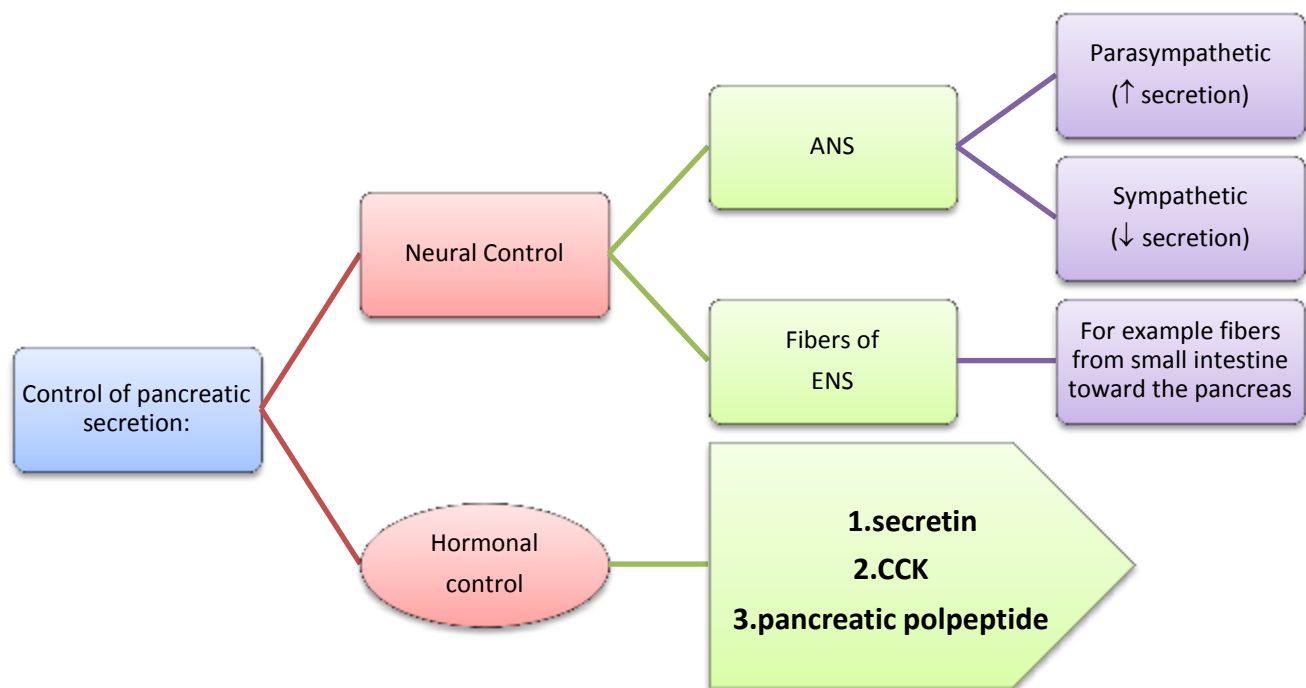 Control of pancreatic
secretion:
Neural Control
ANS
Parasympathetic
(↑ secretion)
Sympathetic
(↓ secretion)
Fibers of
ENS
For example fibers
from small intestine
toward the pancreas
Hormonal
control
1.secretin
2.CCK
3.pancreatic polpeptide